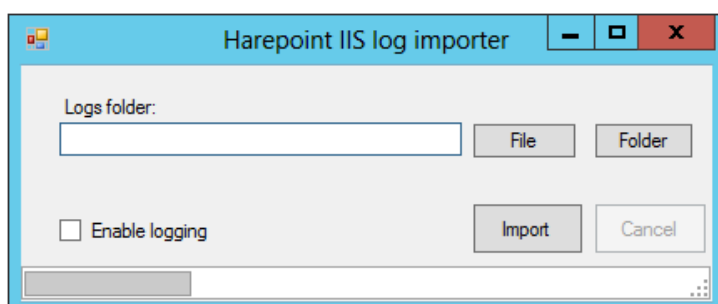 Harepoint IIS log importer
Logs folder:
File
Folder
Enable logging
Import
Cancel